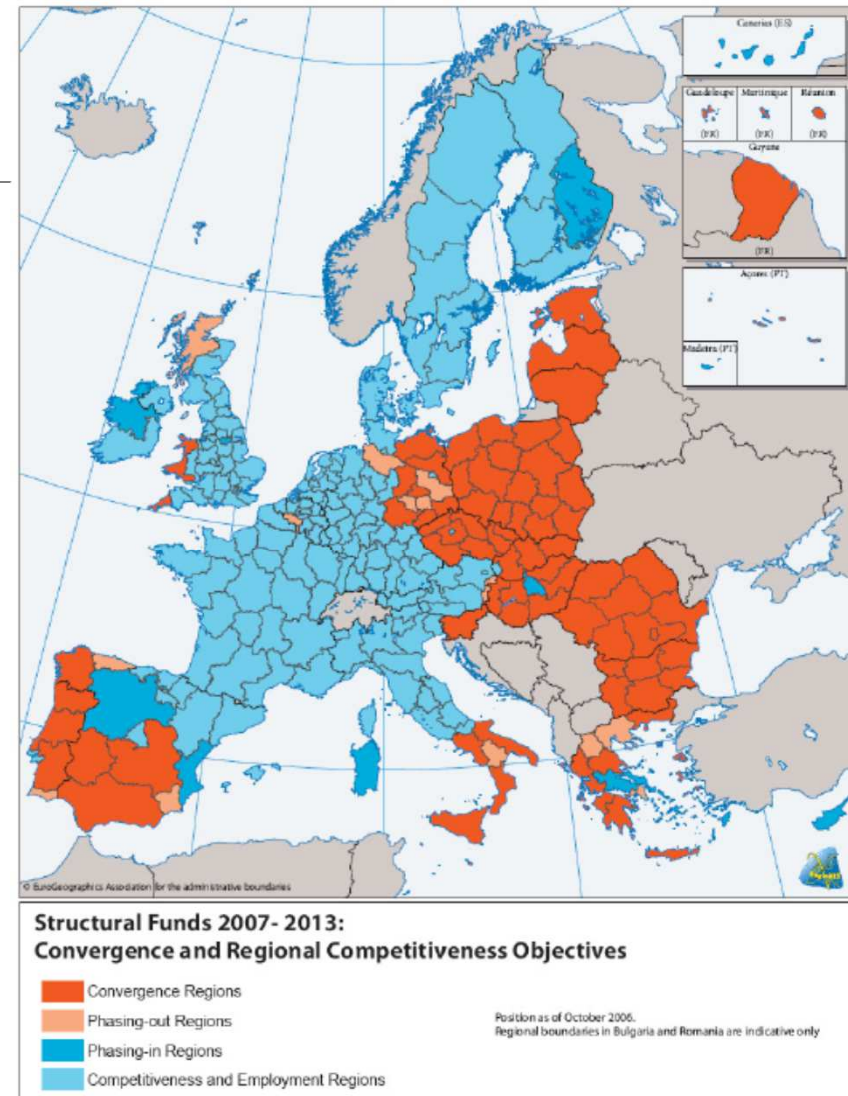 Canarias (ES)
Guadeloupe
Martinique
Réunion
(FR)
(FR)
(FR)
Guyane
(FR)
Açores (PT)
Madeira (PT)
© EuroGeographics Association for the administrative boundaries
Structural Funds 2007- 2013:
Convergence and Regional Competitiveness Objectives
Convergence Regions
Phasing-out Regions
Phasing-in Regions
Competitiveness and Employment Regions
Position as of October 2006.
Regional boundaries in Bulgaria and Romania are indicative only